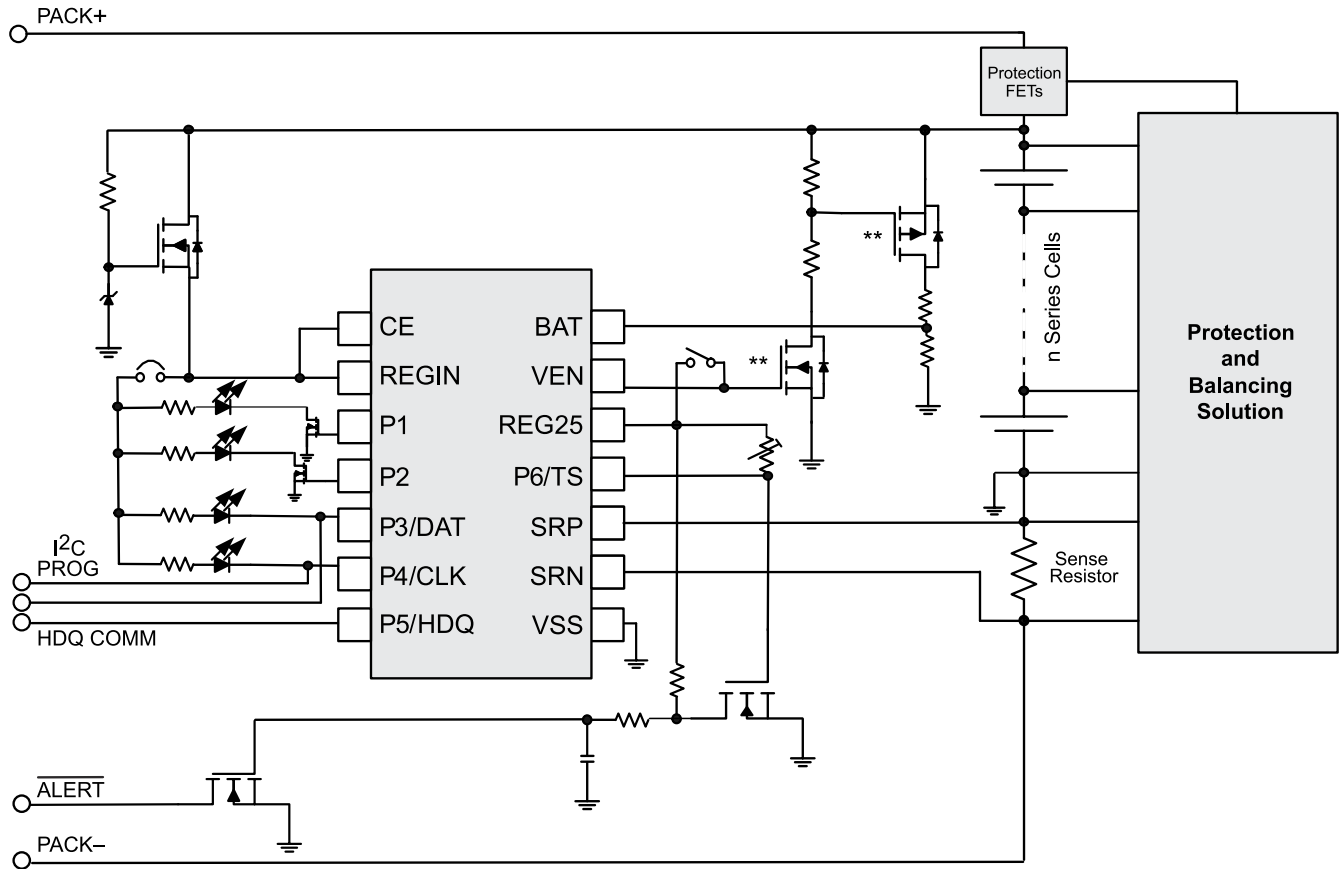 PACK+
Protection
FETs
**
n Series Cells
Protection
and
Balancing
Solution
CE
BAT
**
REGIN
VEN
P1
REG25
P2
P6/TS
P3/DAT
SRP
I²C
PROG
P4/CLK
SRN
Sense
Resistor
P5/HDQ
VSS
HDQ COMM
ALERT
PACK–